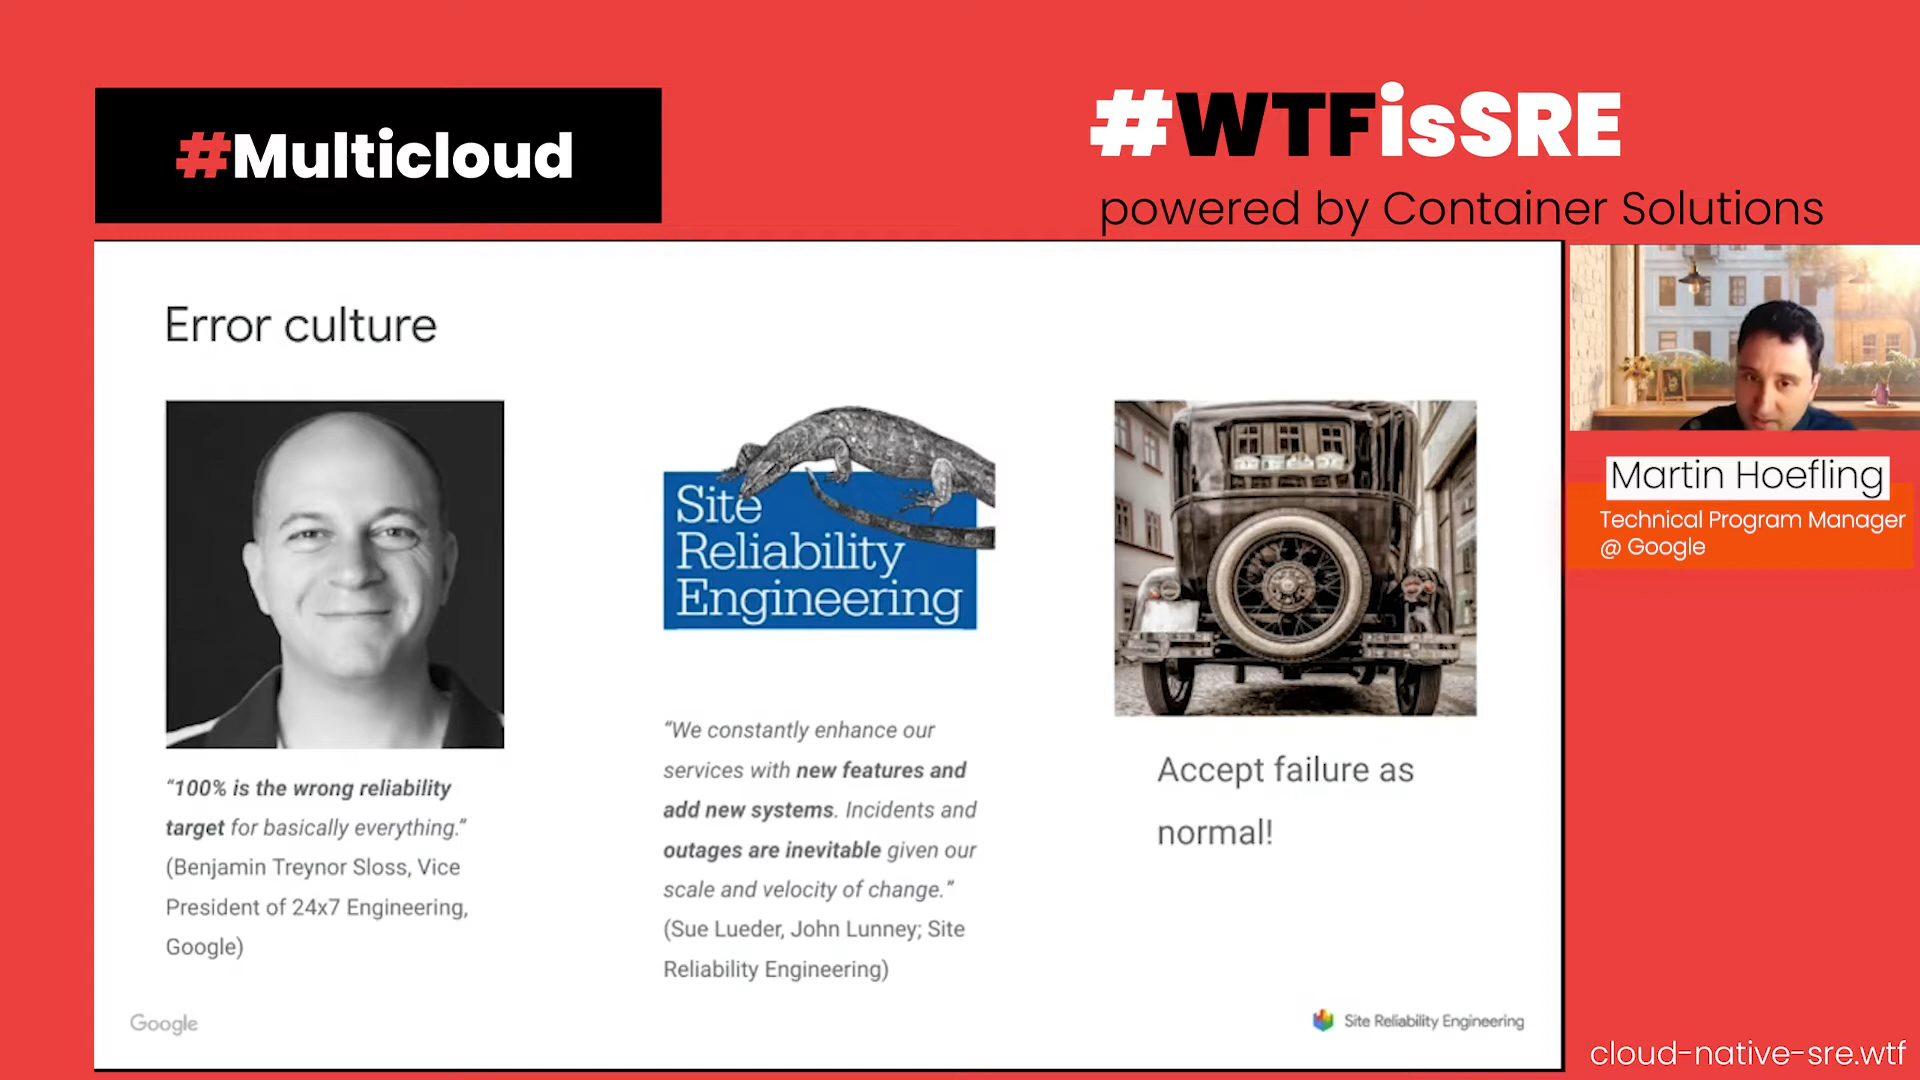 #Multicloud
#WTFisSRE
powered by Container Solutions
Error culture
Site
Reliability
Engineering
“100% is the wrong reliability
target for basically everything.”
(Benjamin Treynor Sloss, Vice
President of 24x7 Engineering,
Google)
“We constantly enhance our
services with new features and
add new systems. Incidents and
outages are inevitable given our
scale and velocity of change.”
(Sue Lueder, John Lunney; Site
Reliability Engineering)
Accept failure as
normal!
Google
Site Reliability Engineering
Martin Hoefling
Technical Program Manager
@ Google
cloud-native-sre.wtf